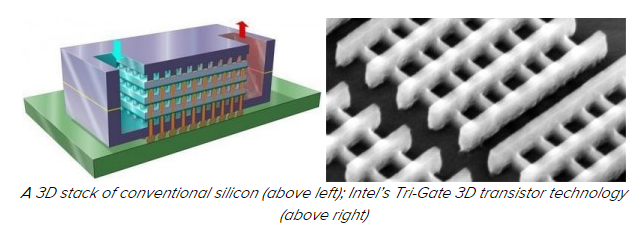 A 3D stack of conventional silicon (above left); Intel's Tri-Gate 3D transistor technology
(above right)